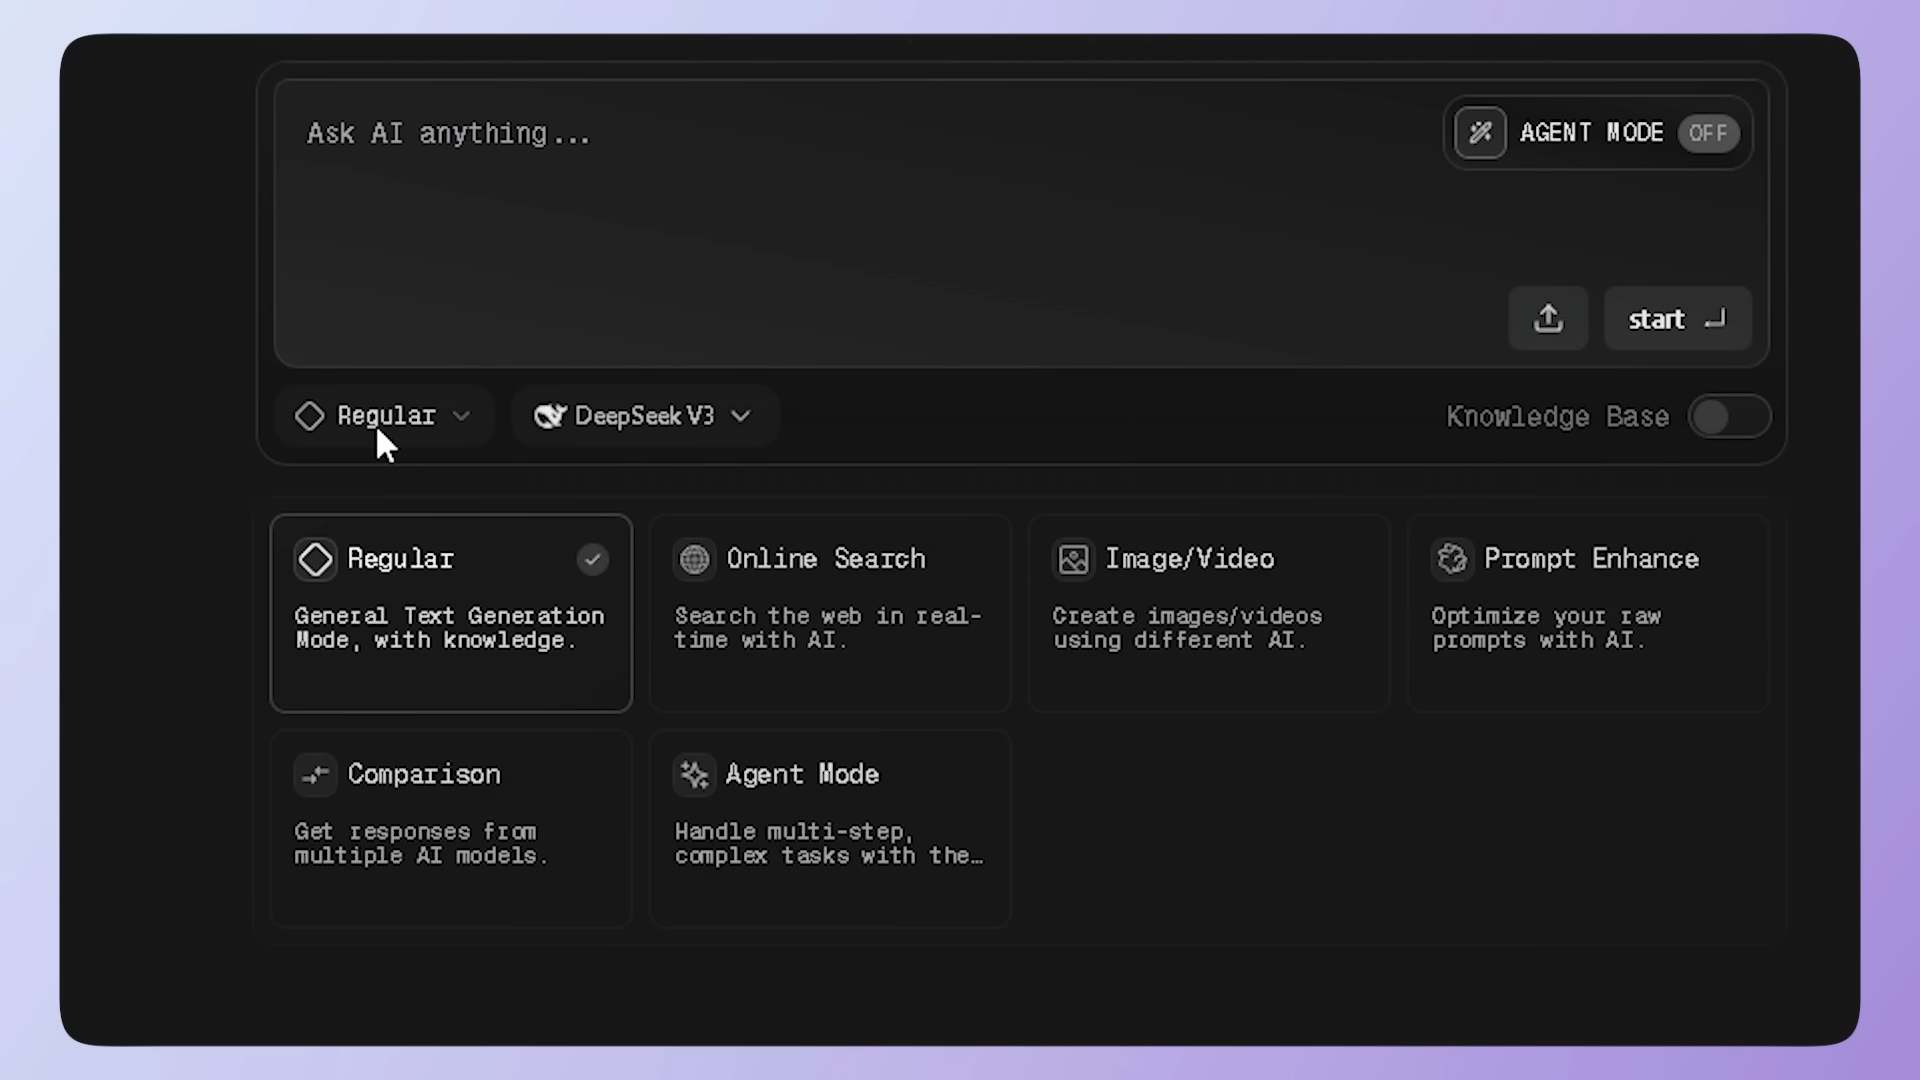 Ask AI anything...
AGENT MODE OFF
start
Regular
DeepSeek V3
Knowledge Base
Regular
General Text Generation
Mode, with knowledge.
Online Search
Search the web in real-
time with AI.
Image/Video
Create images/videos
using different AI.
Prompt Enhance
Optimize your raw
prompts with AI.
Comparison
Get responses from
multiple AI models.
Agent Mode
Handle multi-step,
complex tasks with the…